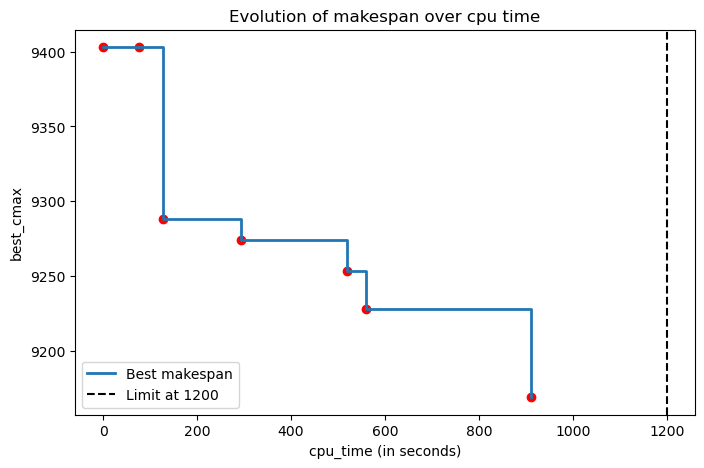 Evolution of makespan over cpu time
best_cmax
9400
9350
9300
9250
9200
Best makespan
Limit at 1200
0 200 400 600 800 1000 1200
cpu_time (in seconds)